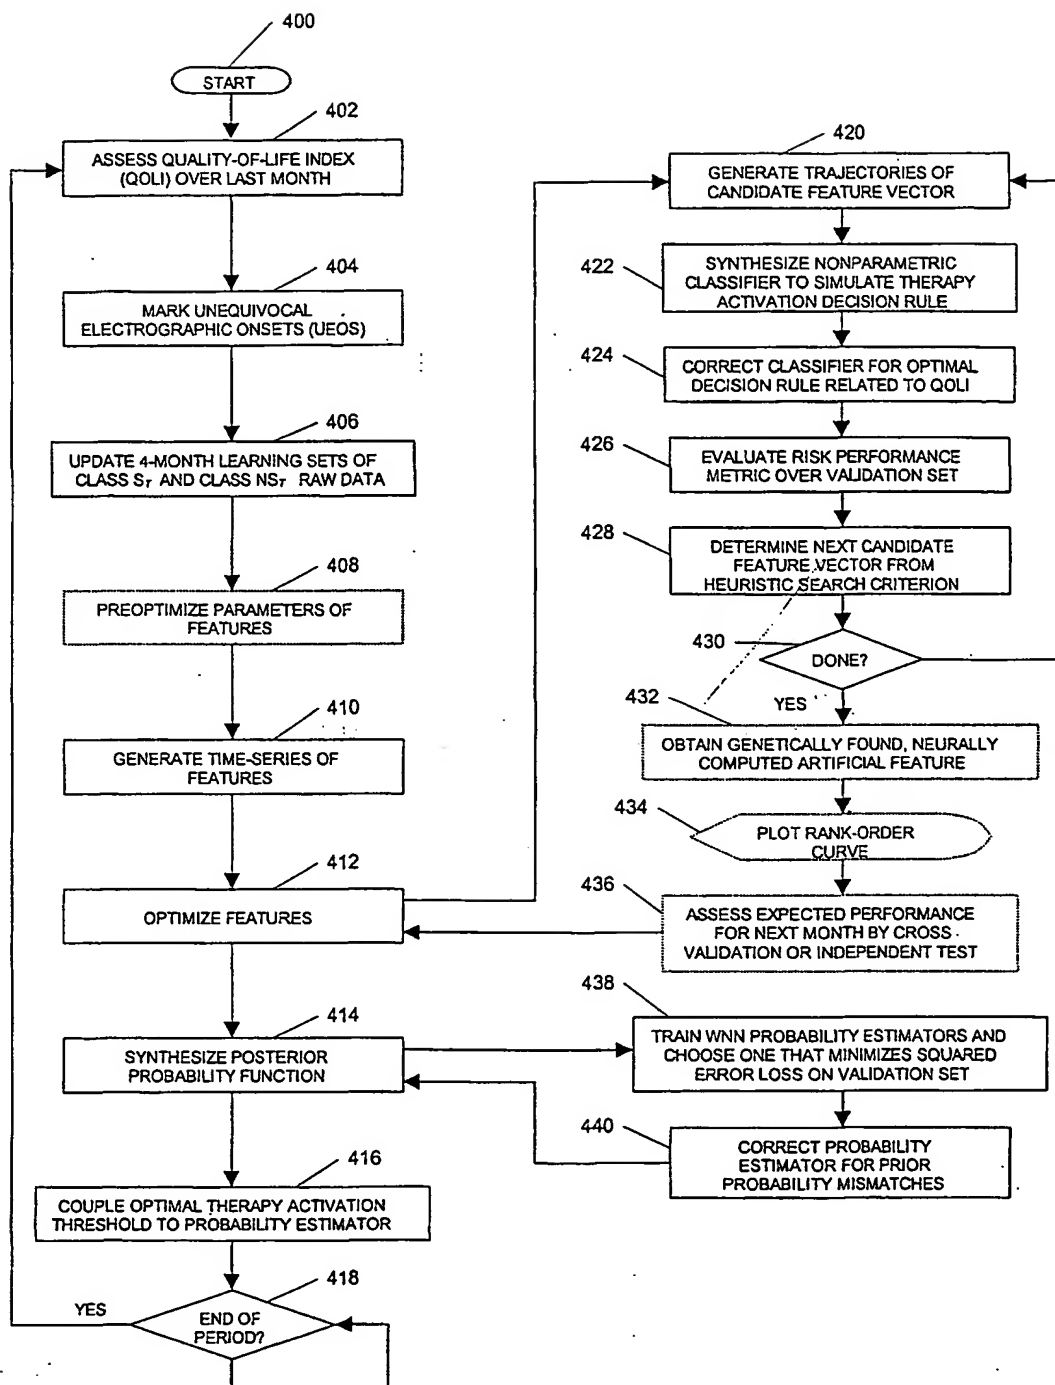 400
START
402
ASSESS QUALITY-OF-LIFE INDEX
(QOLI) OVER LAST MONTH
404
MARK UNEQUIVOCAL
ELECTROGRAPHIC ONSETS (UEOS)
406
UPDATE 4-MONTH LEARNING SETS OF
CLASS S_T AND CLASS NS_T RAW DATA
408
PREOPTIMIZE PARAMETERS OF
FEATURES
410
GENERATE TIME-SERIES OF
FEATURES
412
OPTIMIZE FEATURES
414
SYNTHESIZE POSTERIOR
PROBABILITY FUNCTION
416
COUPLE OPTIMAL THERAPY ACTIVATION
THRESHOLD TO PROBABILITY ESTIMATOR
418
YES
END OF
PERIOD?
420
GENERATE TRAJECTORIES OF
CANDIDATE FEATURE VECTOR
422
SYNTHESIZE NONPARAMETRIC
CLASSIFIER TO SIMULATE THERAPY
ACTIVATION DECISION RULE
424
CORRECT CLASSIFIER FOR OPTIMAL
DECISION RULE RELATED TO QOLI
426
EVALUATE RISK PERFORMANCE
METRIC OVER VALIDATION SET
428
DETERMINE NEXT CANDIDATE
FEATURE VECTOR FROM
HEURISTIC SEARCH CRITERION
430
DONE?
YES
432
OBTAIN GENETICALLY FOUND, NEURALLY
COMPUTED ARTIFICIAL FEATURE
434
PLOT RANK-ORDER
CURVE
436
ASSESS EXPECTED PERFORMANCE
FOR NEXT MONTH BY CROSS-
VALIDATION OR INDEPENDENT TEST
438
TRAIN WNN PROBABILITY ESTIMATORS AND
CHOOSE ONE THAT MINIMIZES SQUARED
ERROR LOSS ON VALIDATION SET
440
CORRECT PROBABILITY
ESTIMATOR FOR PRIOR
PROBABILITY MISMATCHES